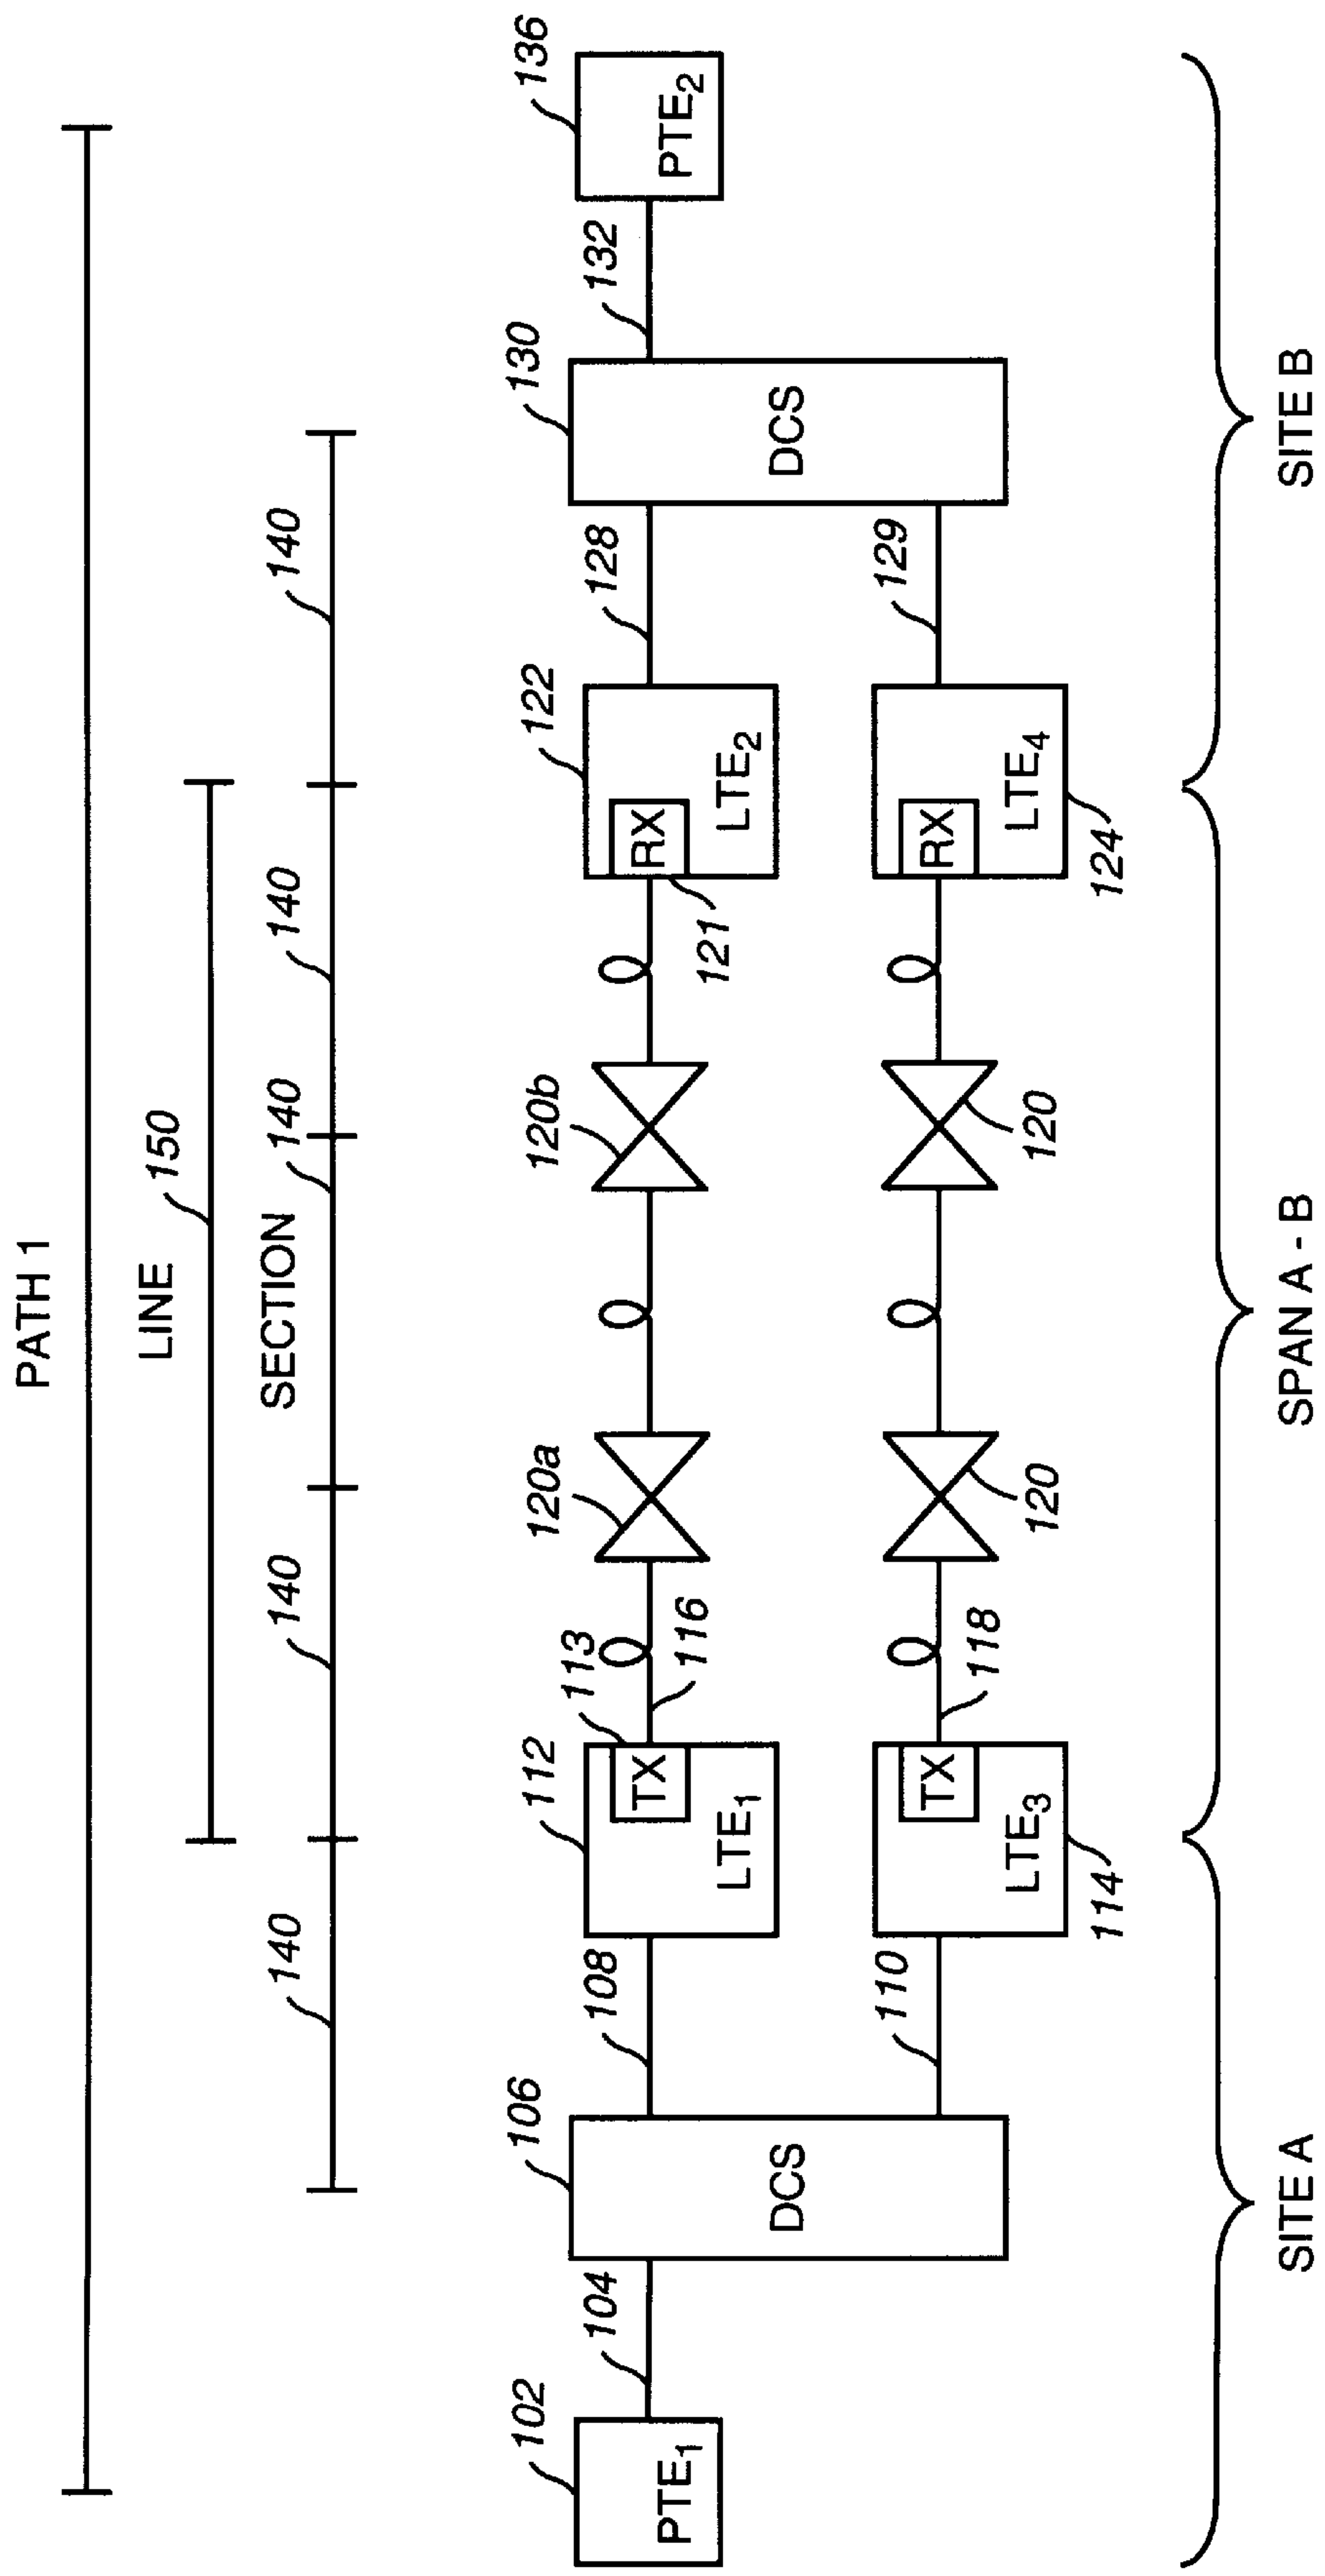 PATH 1
LINE
150
SECTION
140
140
140
140
140
102
104
106
108
110
112
113
114
116
118
120a
120b
120
120
121
122
124
128
129
130
132
136
PTE1
DCS
LTE1
TX
LTE3
TX
RX
LTE2
RX
LTE4
DCS
PTE2
SITE A
SPAN A - B
SITE B